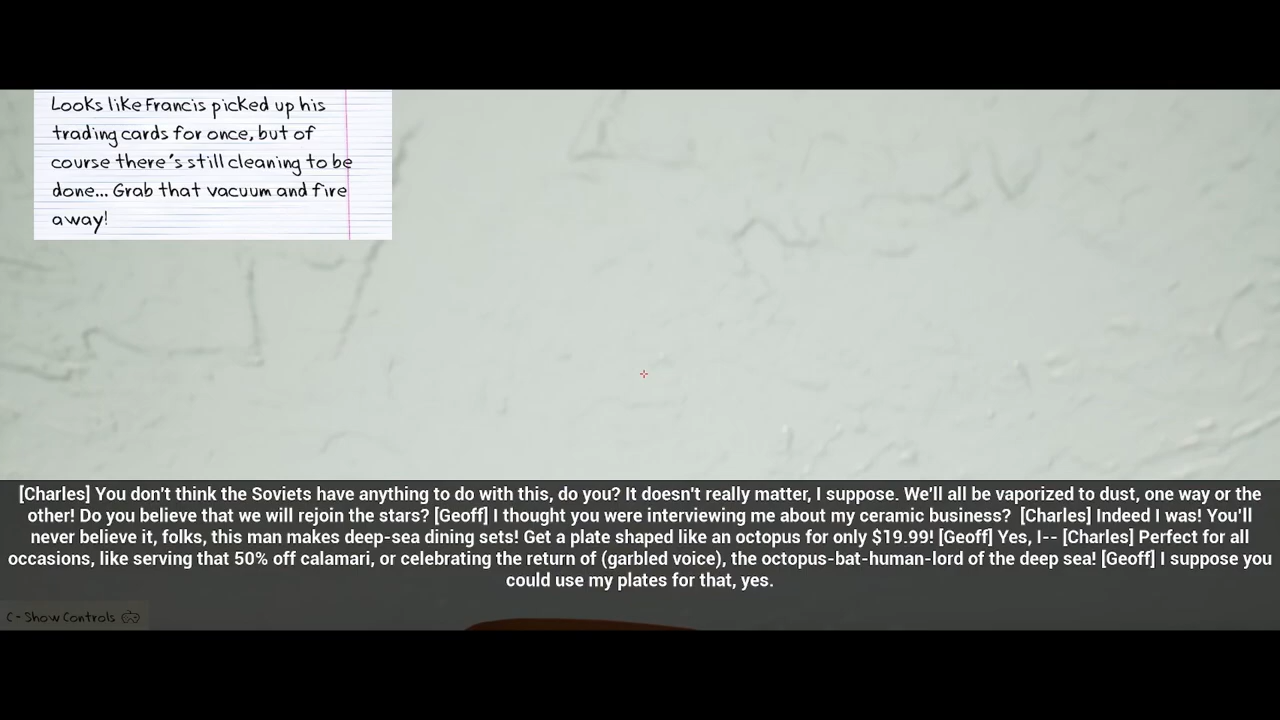 Looks like Francis picked up his
trading cards for once, but of
course there's still cleaning to be
done... Grab that vacuum and fire
away!
[Charles] You don't think the Soviets have anything to do with this, do you? It doesn't really matter, I suppose. We'll all be vaporized to dust, one way or the
other! Do you believe that we will rejoin the stars? [Geoff] I thought you were interviewing me about my ceramic business?  [Charles] Indeed I was! You'll
never believe it, folks, this man makes deep-sea dining sets! Get a plate shaped like an octopus for only $19.99! [Geoff] Yes, I-- [Charles] Perfect for all
occasions, like serving that 50% off calamari, or celebrating the return of (garbled voice), the octopus-bat-human-lord of the deep sea! [Geoff] I suppose you
could use my plates for that, yes.
C - Show Controls